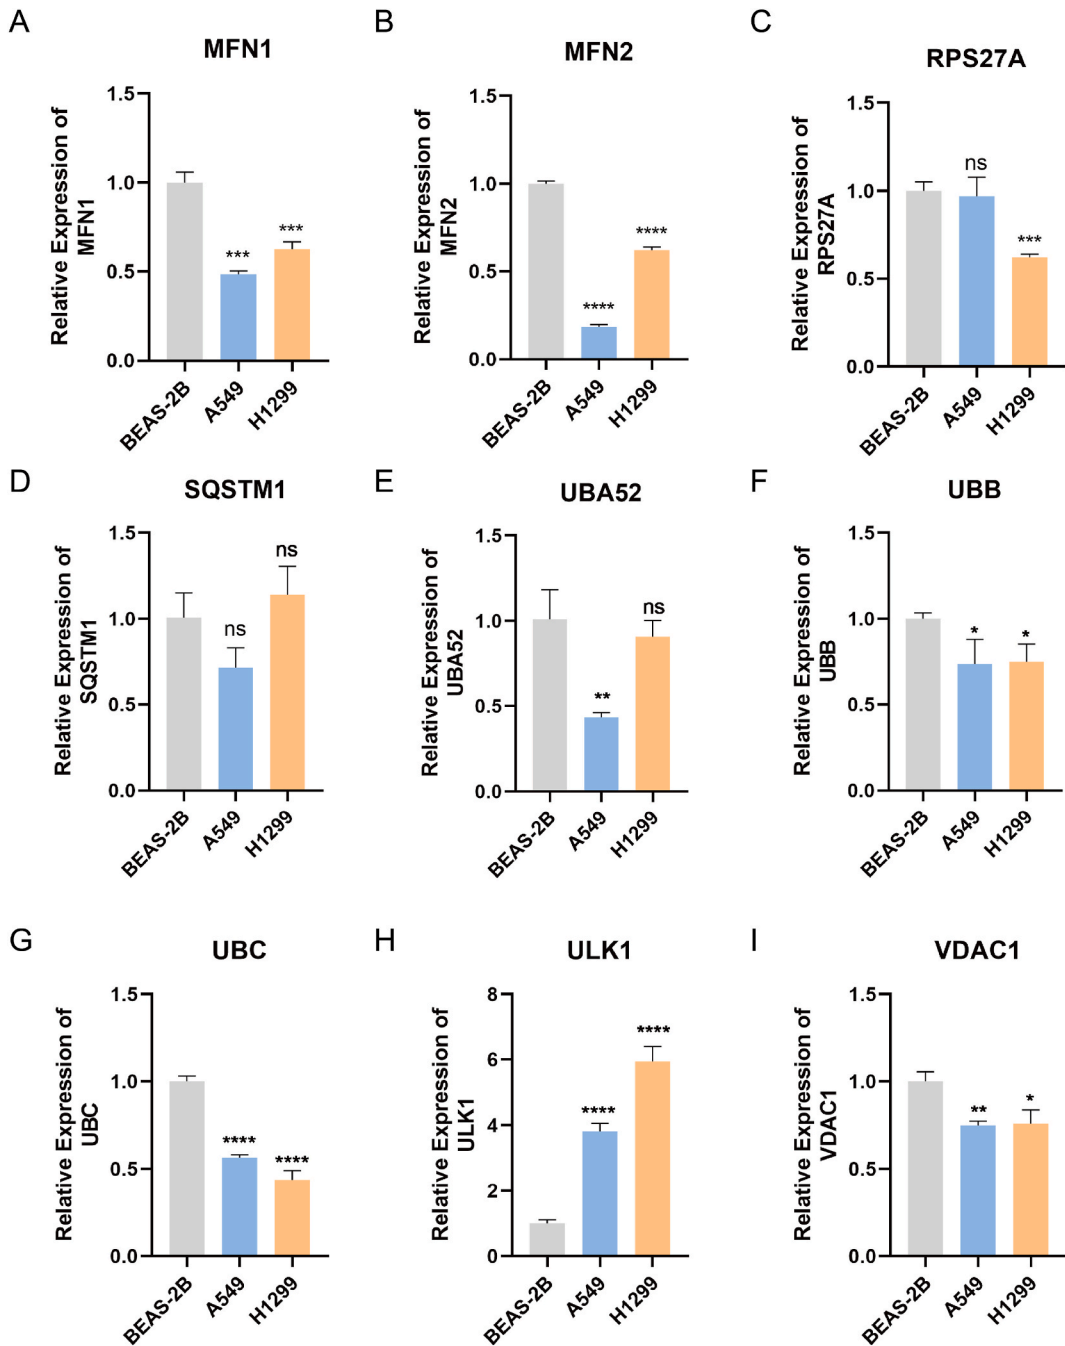 A
MFN1
Relative Expression of
MFN1
1.5
1.0
0.5
0.0
***
***
BEAS-2B
A549
H1299
B
MFN2
Relative Expression of
MFN2
1.5
1.0
0.5
0.0
****
****
BEAS-2B
A549
H1299
C
RPS27A
Relative Expression of
RPS27A
1.5
1.0
0.5
0.0
ns
***
BEAS-2B
A549
H1299
D
SQSTM1
Relative Expression of
SQSTM1
1.5
1.0
0.5
0.0
ns
ns
BEAS-2B
A549
H1299
E
UBA52
Relative Expression of
UBA52
1.5
1.0
0.5
0.0
**
ns
BEAS-2B
A549
H1299
F
UBB
Relative Expression of
UBB
1.5
1.0
0.5
0.0
*
*
BEAS-2B
A549
H1299
G
UBC
Relative Expression of
UBC
1.5
1.0
0.5
0.0
****
****
BEAS-2B
A549
H1299
H
ULK1
Relative Expression of
ULK1
8
6
4
2
0
****
****
BEAS-2B
A549
H1299
I
VDAC1
Relative Expression of
VDAC1
1.5
1.0
0.5
0.0
**
*
BEAS-2B
A549
H1299